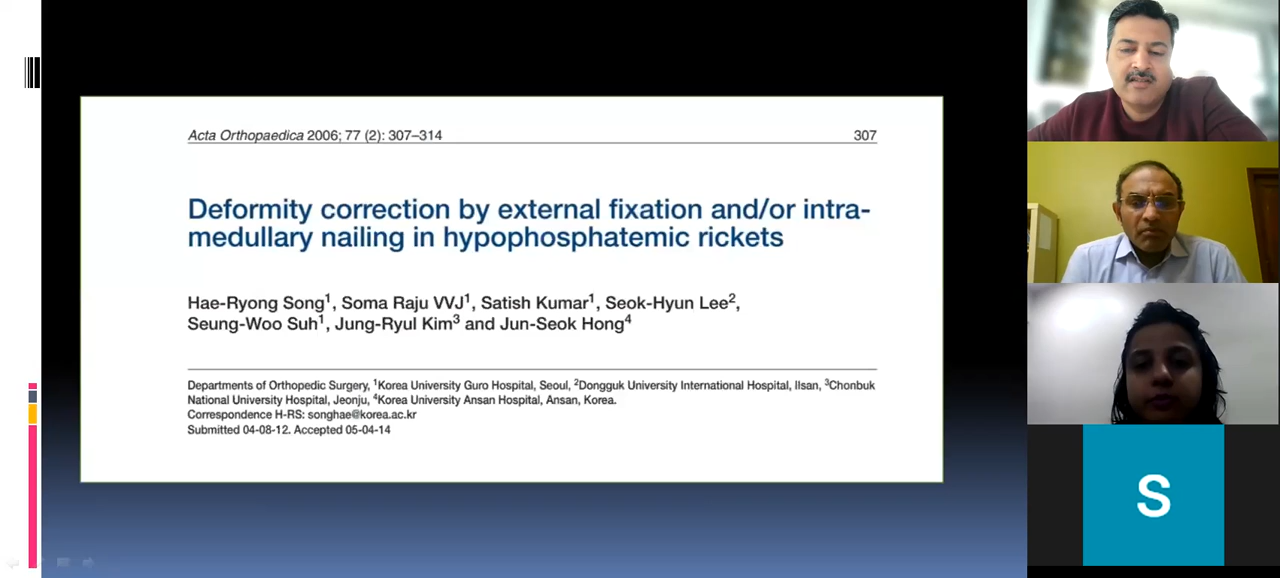 Acta Orthopaedica 2006; 77 (2): 307–314 307
Deformity correction by external fixation and/or intra-
medullary nailing in hypophosphatemic rickets
Hae-Ryong Song1, Soma Raju VVJ1, Satish Kumar1, Seok-Hyun Lee2,
Seung-Woo Suh1, Jung-Ryul Kim3 and Jun-Seok Hong4
Departments of Orthopedic Surgery, 1Korea University Guro Hospital, Seoul, 2Dongguk University International Hospital, Ilsan, 3Chonbuk
National University Hospital, Jeonju, 4Korea University Ansan Hospital, Ansan, Korea.
Correspondence H-RS: songhae@korea.ac.kr
Submitted 04-08-12. Accepted 05-04-14
S